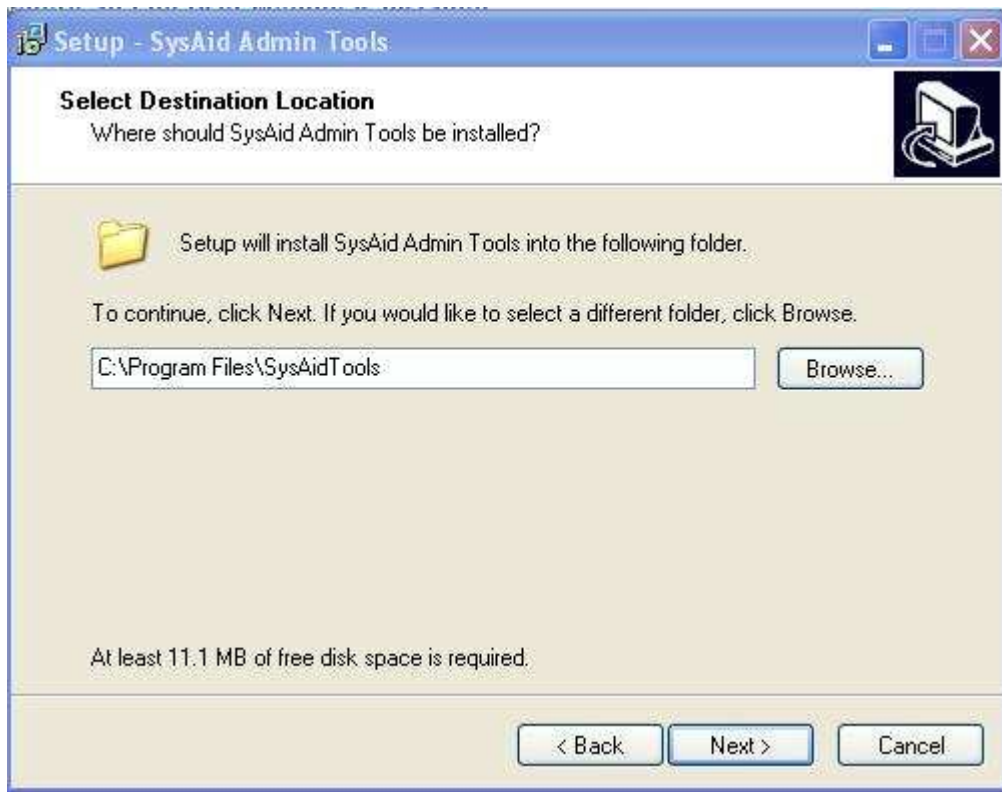 Setup - SysAid Admin Tools
Select Destination Location
Where should SysAid Admin Tools be installed?
Setup will install SysAid Admin Tools into the following folder.
To continue, click Next. If you would like to select a different folder, click Browse.
C:\Program Files\SysAidTools
Browse...
At least 11.1 MB of free disk space is required.
< Back
Next >
Cancel